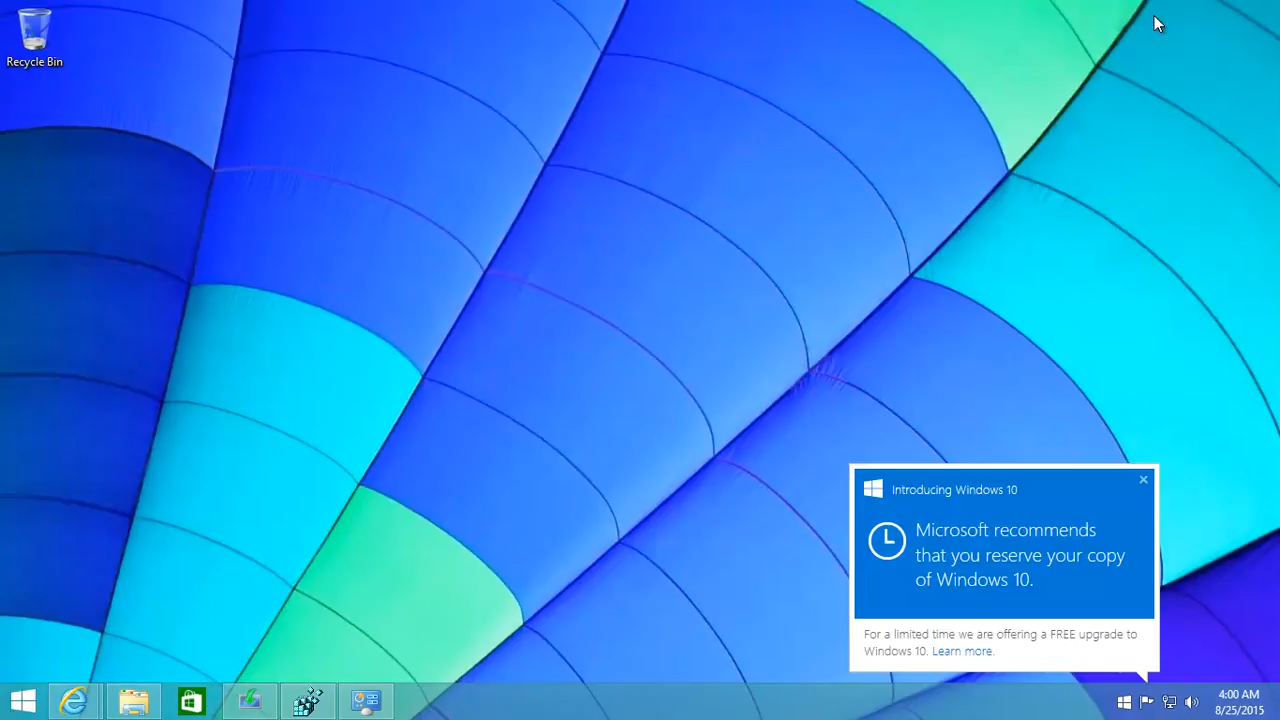 Recycle Bin
Introducing Windows 10
Microsoft recommends
that you reserve your copy
of Windows 10.
For a limited time we are offering a FREE upgrade to
Windows 10. Learn more.
4:00 AM
8/25/2015